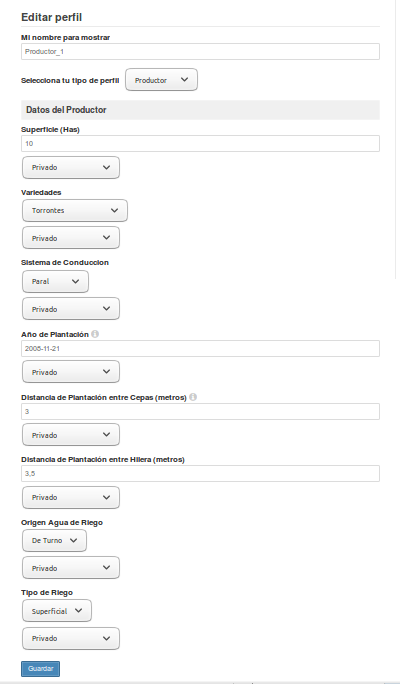 Editar perfil
Mi nombre para mostrar
Productor_1
Selecciona tu tipo de perfil Productor
Datos del Productor
Superficie (Has)
10
Privado
Variedades
Torrontes
Privado
Sistema de Conduccion
Paral
Privado
Año de Plantación
2008-11-21
Privado
Distancia de Plantación entre Cepas (metros)
3
Privado
Distancia de Plantación entre Hilera (metros)
3,5
Privado
Origen Agua de Riego
De Turno
Privado
Tipo de Riego
Superficial
Privado
Guardar